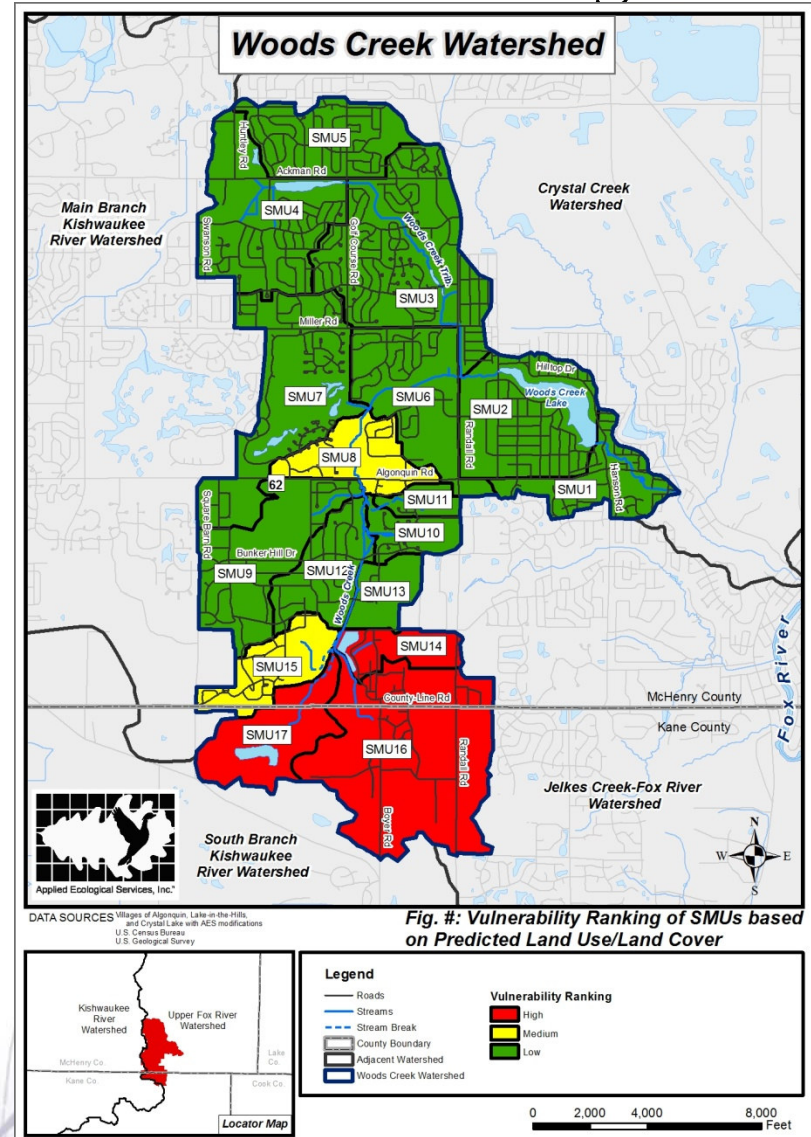 Woods Creek Watershed
SMU5
Huntley Rd
Ackman Rd
Crystal Creek
Watershed
Main Branch
Kishwaukee
River Watershed
SMU4
Swanson Rd
Golf Course Rd
Woods Creek Trib.
SMU3
Miller Rd
Hilltop Dr
SMU7
SMU6
Woods Creek
Lake
SMU2
Randall Rd
SMU8
Algonquin Rd
62
SMU1
Hanson Rd
SMU11
Square Barn Rd
SMU10
Bunker Hill Dr
SMU9
SMU12
SMU13
Woods Creek
SMU14
SMU15
County-Line Rd
McHenry County
Kane County
Fox River
SMU17
SMU16
Randall Rd
Boyer Rd
Jelkes Creek-Fox River
Watershed
South Branch
Kishwaukee
River Watershed
N
W E
S
Applied Ecological Services, Inc.
DATA SOURCES Villages of Algonquin, Lake-in-the-Hills,
and Crystal Lake with AES modifications
U.S. Census Bureau
U.S. Geological Survey
Fig. #: Vulnerability Ranking of SMUs based
on Predicted Land Use/Land Cover
Kishwaukee
River
Watershed
Upper Fox River
Watershed
McHenry Co.
Kane Co.
Lake
Co.
Cook Co.
Locator Map
Legend
Roads
Streams
Stream Break
County Boundary
Adjacent Watershed
Woods Creek Watershed
Vulnerability Ranking
High
Medium
Low
0 2,000 4,000 8,000
Feet